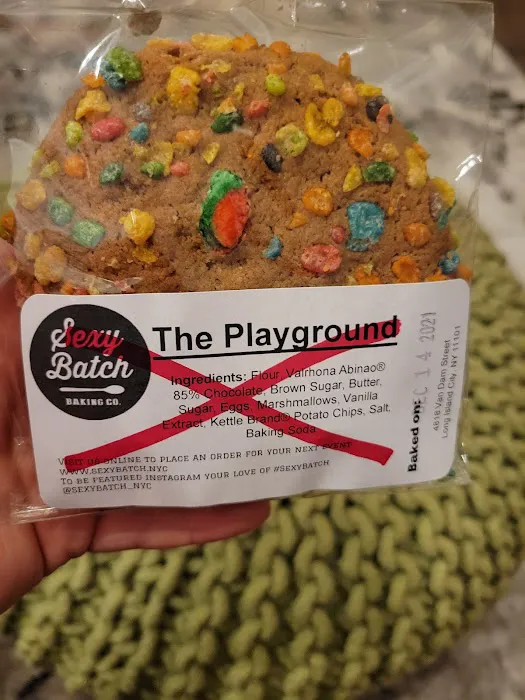 Sexy
Batch
BAKING CO.
The Playground
Ingredients: Flour, Valrhona Abinao®
85% Chocolate, Brown Sugar, Butter,
Sugar, Eggs, Marshmallows, Vanilla
Extract, Kettle Brand® Potato Chips, Salt,
Baking Soda
VISIT US ONLINE TO PLACE AN ORDER FOR YOUR NEXT EVENT
WWW.SEXYBATCH.NYC
TO BE FEATURED INSTAGRAM YOUR LOVE OF #SEXYBATCH
@SEXYBATCH_NYC
Baked on: DEC 14 2021
4818 Van Dam Street
Long Island City, NY 11101